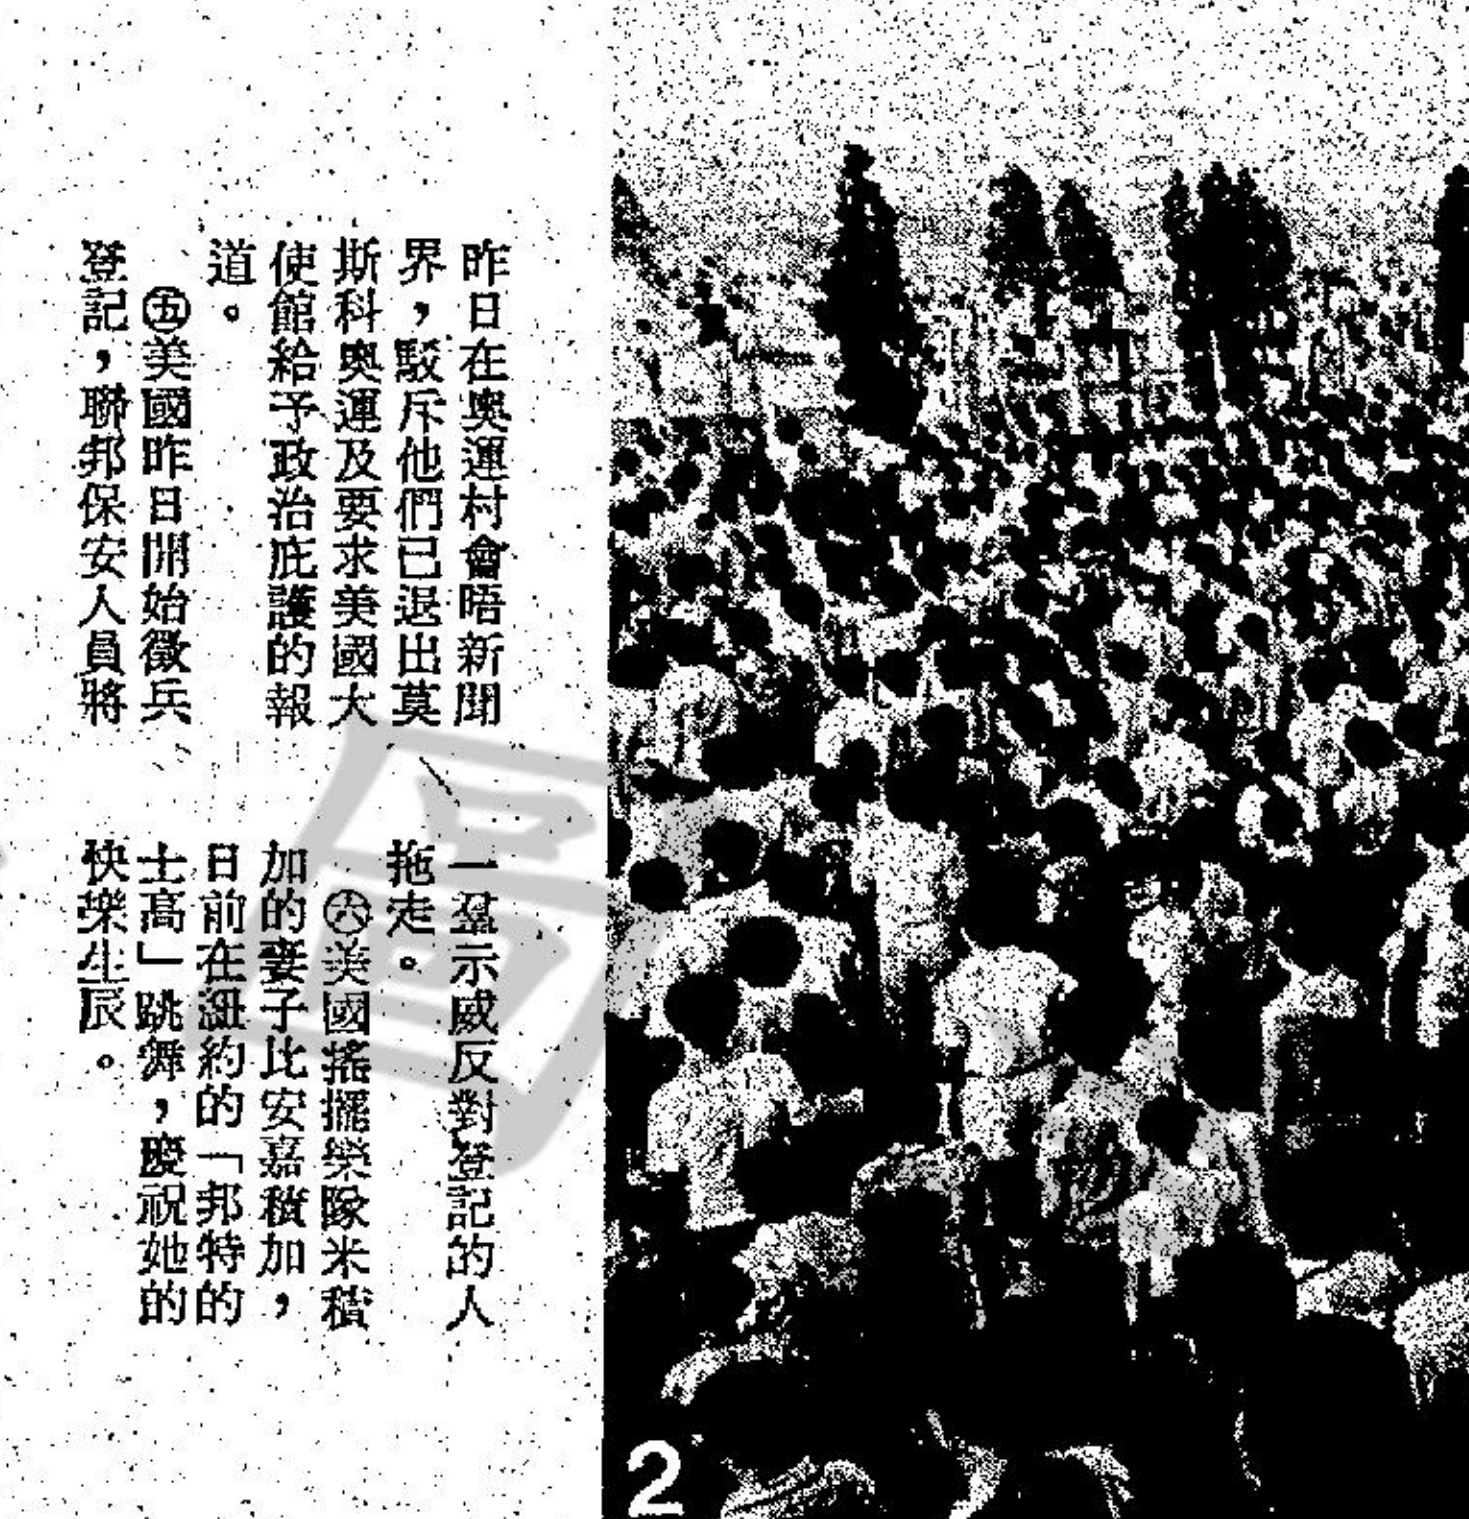 昨日在奧運村會晤新聞
界，駁斥他們已退出莫
斯科奧運及要求美國大
使館給予政治庇護的報
道。
㊄美國昨日開始徵兵
登記，聯邦保安人員將
一羣示威反對登記的人
拖走。
㊅美國搖擺樂隊米積
加的妻子比安嘉積加，
日前在紐約的「邦特的
士高」跳舞，慶祝她的
快樂生辰。
圖
2